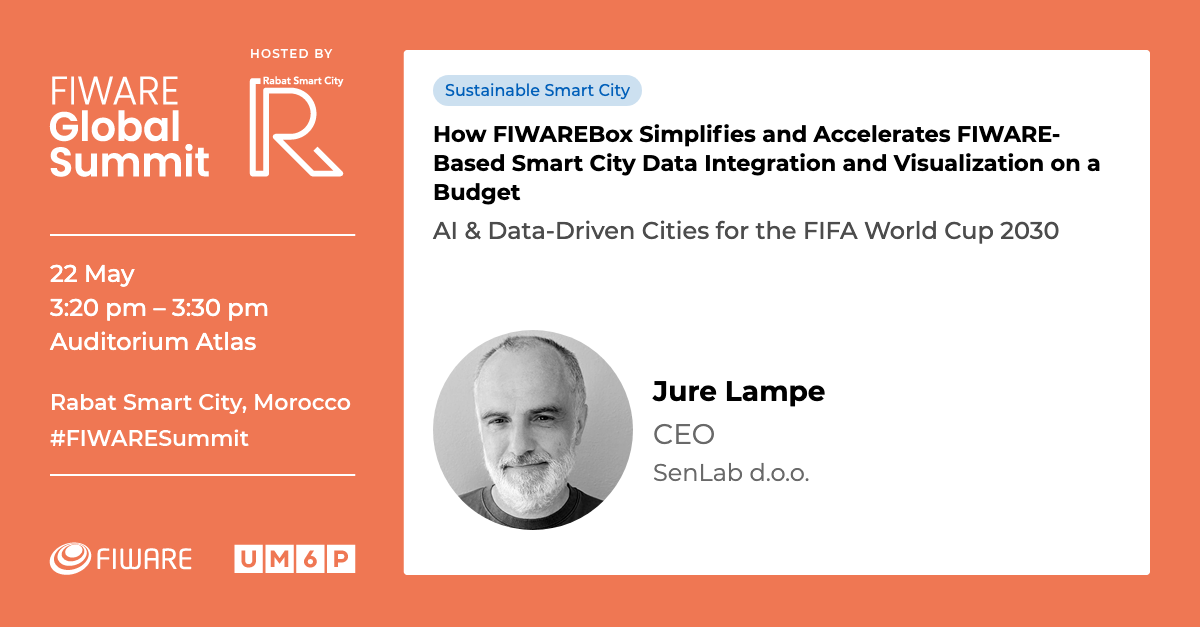 HOSTED BY
FIWARE
Global
Summit
Rabat Smart City
R
22 May
3:20 pm – 3:30 pm
Auditorium Atlas
Rabat Smart City, Morocco
#FIWARESummit
FIWARE
UM6P
Sustainable Smart City
How FIWAREBox Simplifies and Accelerates FIWARE-
Based Smart City Data Integration and Visualization on a
Budget
AI & Data-Driven Cities for the FIFA World Cup 2030
Jure Lampe
CEO
SenLab d.o.o.